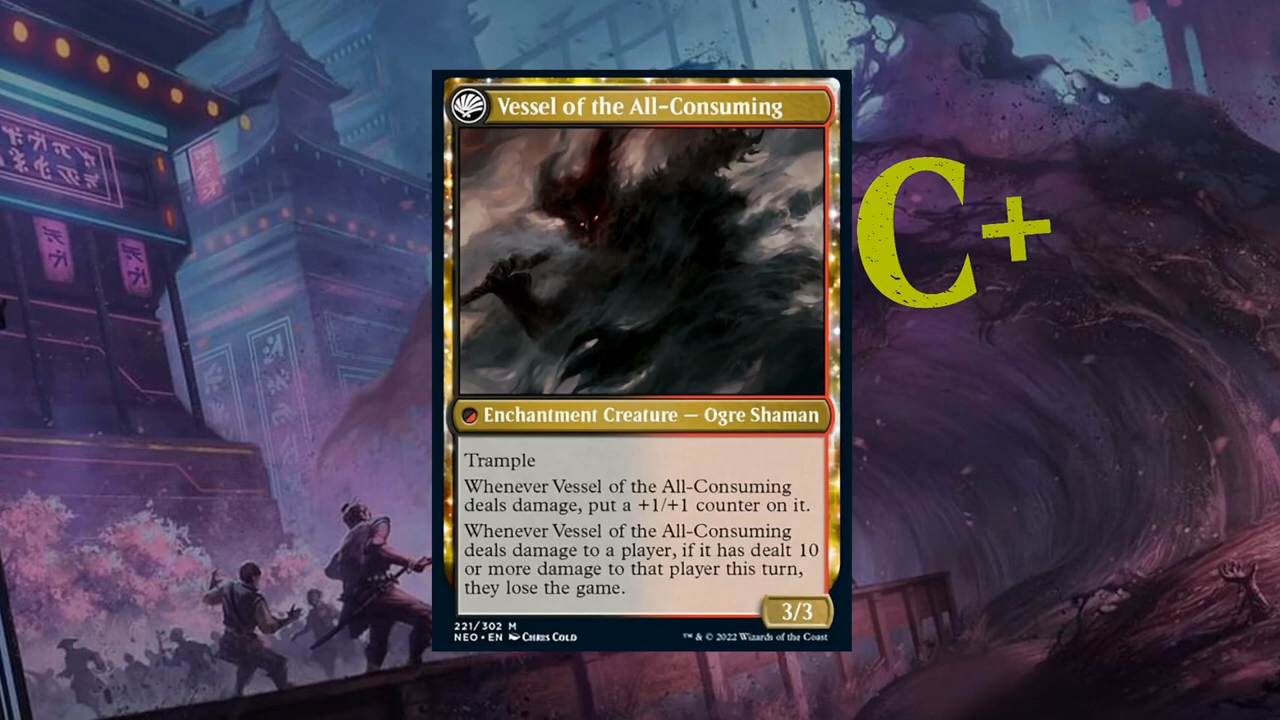 Vessel of the All-Consuming
C+
Enchantment Creature — Ogre Shaman
Trample
Whenever Vessel of the All-Consuming
deals damage, put a +1/+1 counter on it.
Whenever Vessel of the All-Consuming
deals damage to a player, if it has dealt 10
or more damage to that player this turn,
they lose the game.
3/3
221/302 M
NEO • EN Chris Cold
™ & © 2022 Wizards of the Coast